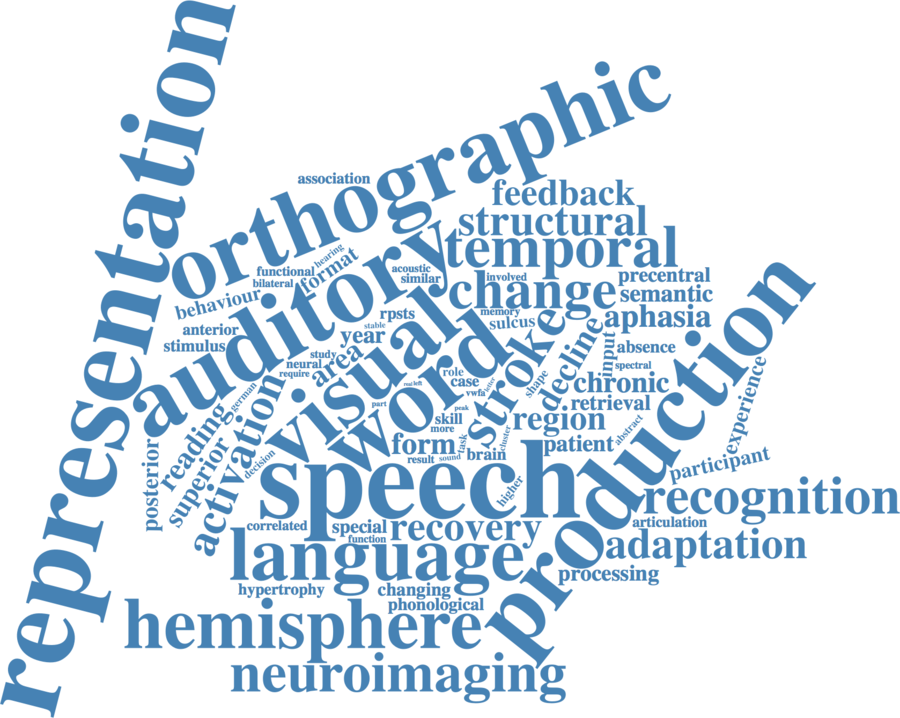 representation
orthographic
association
feedback
structural
temporal
hearing
format
functional
bilateral
behaviour
auditory
acoustic
similar
involved
precentral
semantic
change
aphasia
anterior
stimulus
rpsts
memory
sulcus
stable
year
visual
word
stroke
decline
input
absence
spectral
production
study
neural
require
area
role
case
shape
chronic
retrieval
experience
german
real
left
vwfa
letter
part
peak
skill
more
region
abstract
reading
activation
posterior
superior
decision
form
task
cluster
brain
patient
result
sound
participant
speech
higher
recognition
correlated
special
recovery
articulation
function
language
adaptation
processing
hypertrophy
changing
phonological
hemisphere
neuroimaging